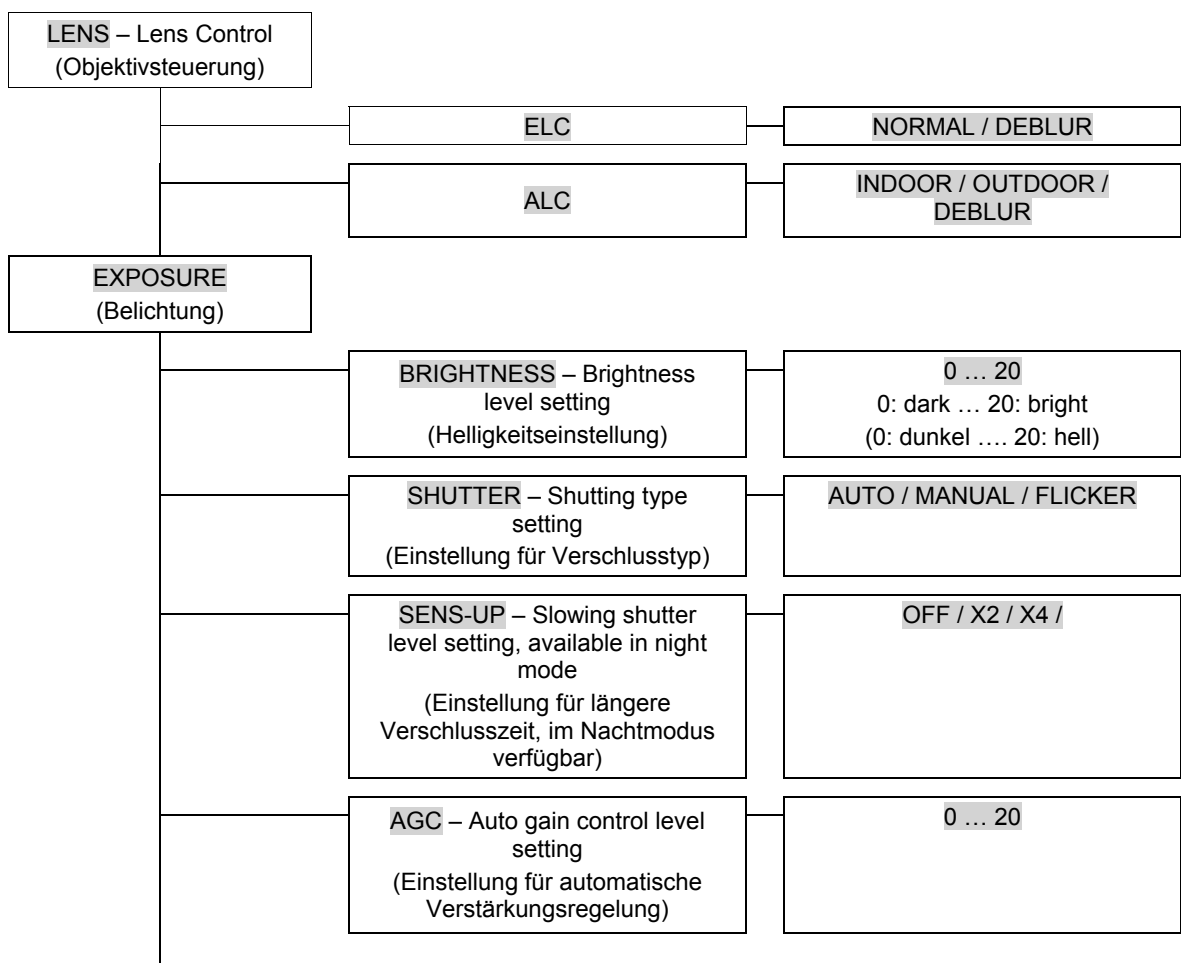 LENS – Lens Control
(Objektivsteuerung)
ELC
NORMAL / DEBLUR
ALC
INDOOR / OUTDOOR /
DEBLUR
EXPOSURE
(Belichtung)
BRIGHTNESS – Brightness
level setting
(Helligkeitseinstellung)
0 … 20
0: dark … 20: bright
(0: dunkel …. 20: hell)
SHUTTER – Shutting type
setting
(Einstellung für Verschlusstyp)
AUTO / MANUAL / FLICKER
SENS-UP – Slowing shutter
level setting, available in night
mode
(Einstellung für längere
Verschlusszeit, im Nachtmodus
verfügbar)
OFF / X2 / X4 /
AGC – Auto gain control level
setting
(Einstellung für automatische
Verstärkungsregelung)
0 … 20